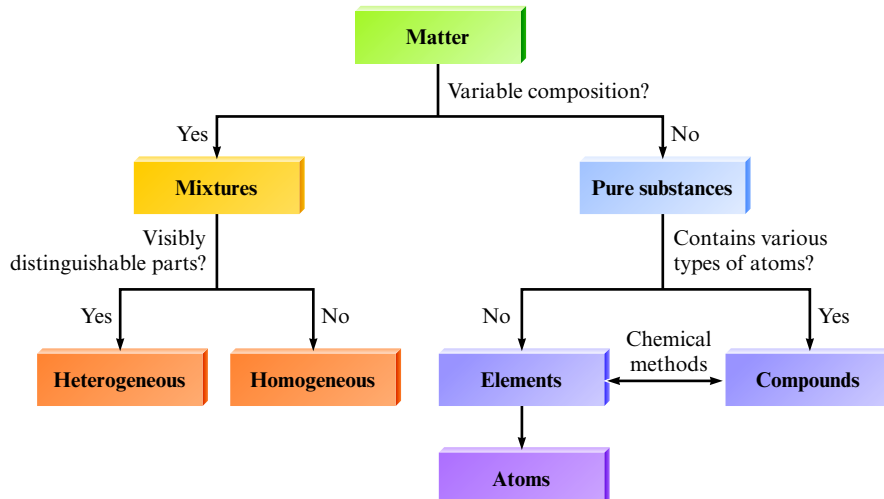 Matter
Variable composition?
Yes
No
Mixtures
Pure substances
Visibly
distinguishable parts?
Contains various
types of atoms?
Yes
No
No
Yes
Chemical
methods
Heterogeneous
Homogeneous
Elements
Compounds
Atoms